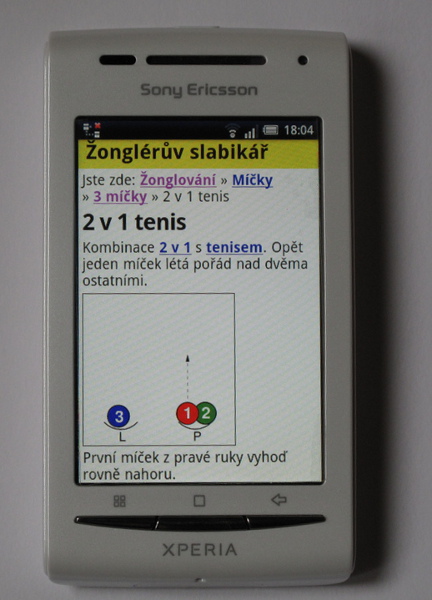 Sony Ericsson
18:04
Žonglérův slabikář
Jste zde: Žonglování » Míčky
» 3 míčky » 2 v 1 tenis
2 v 1 tenis
Kombinace 2 v 1 s tenisem. Opět
jeden míček létá pořád nad dvěma
ostatními.
3 1 2
L P
První míček z pravé ruky vyhoď
rovně nahoru.
XPERIA